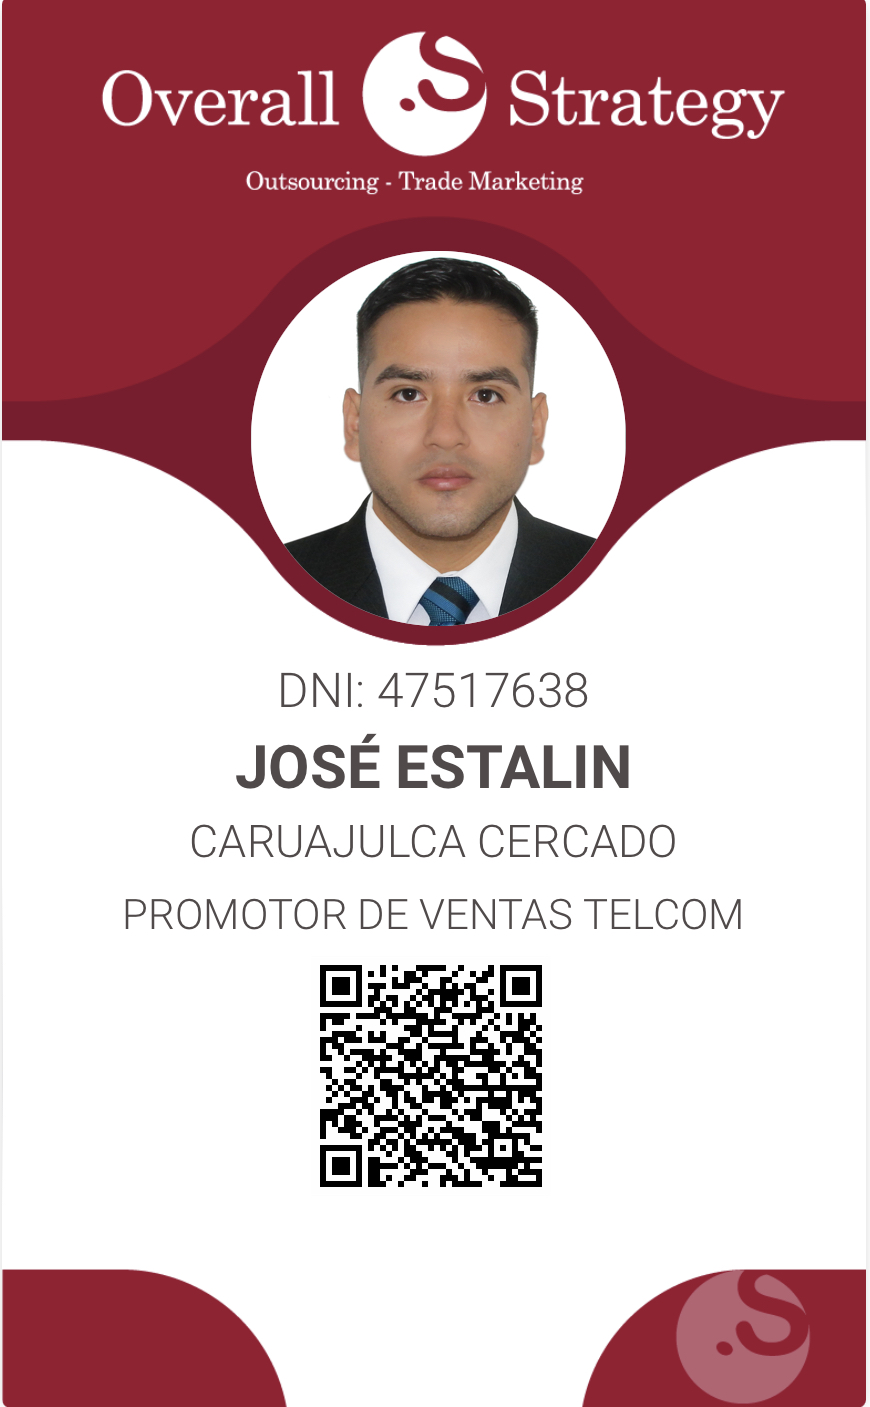 Overall .S Strategy
Outsourcing - Trade Marketing
DNI: 47517638
JOSÉ ESTALIN
CARUAJULCA CERCADO
PROMOTOR DE VENTAS TELCOM
.S